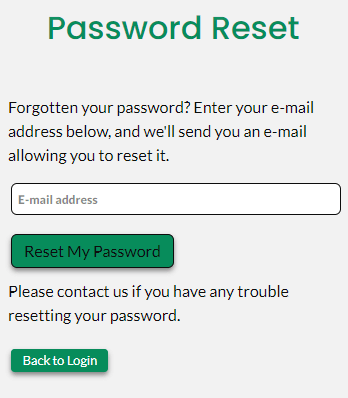 Password Reset
Forgotten your password? Enter your e-mail
address below, and we'll send you an e-mail
allowing you to reset it.
E-mail address
Reset My Password
Please contact us if you have any trouble
resetting your password.
Back to Login